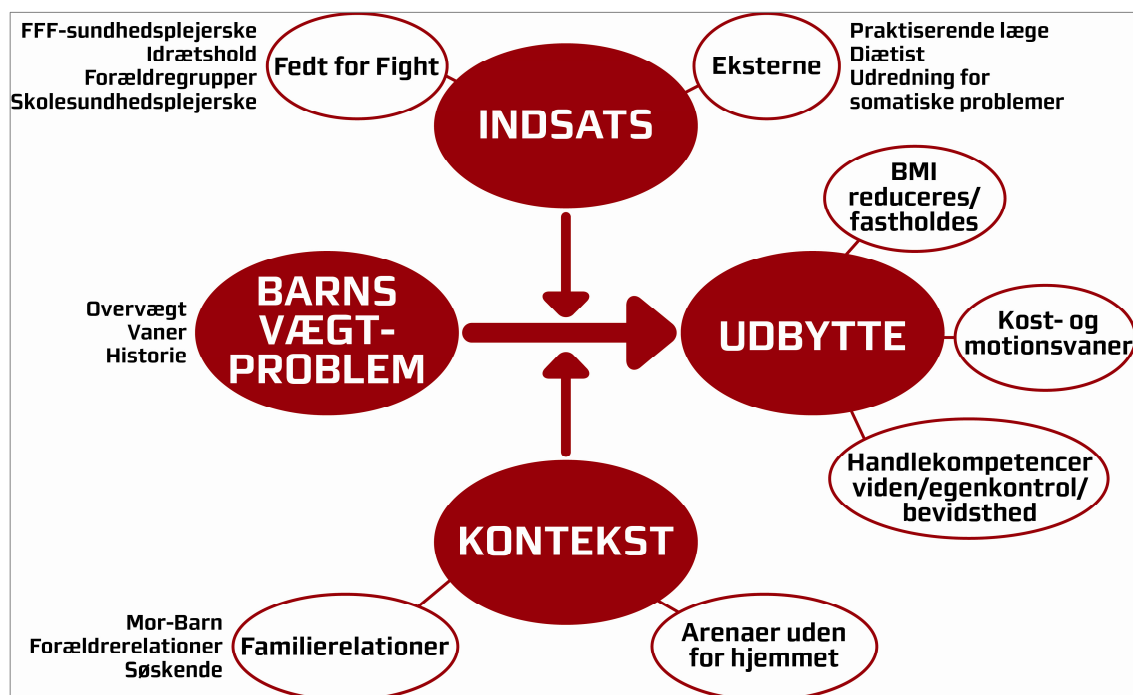 FFF-sundhedsplejerske
Idrætshold
Forældregrupper
Skolesundhedsplejerske
Fedt for Fight
INDSATS
Eksterne
Praktiserende læge
Diætist
Udredning for
somatiske problemer
BMI
reduceres/
fastholdes
Overvægt
Vaner
Historie
BARNS
VÆGT-
PROBLEM
UDBYTTE
Kost- og
motionsvaner
Handlekompetencer
viden/egenkontrol/
bevidsthed
KONTEKST
Mor-Barn
Forældrerelationer
Søskende
Familierelationer
Arenaer uden
for hjemmet